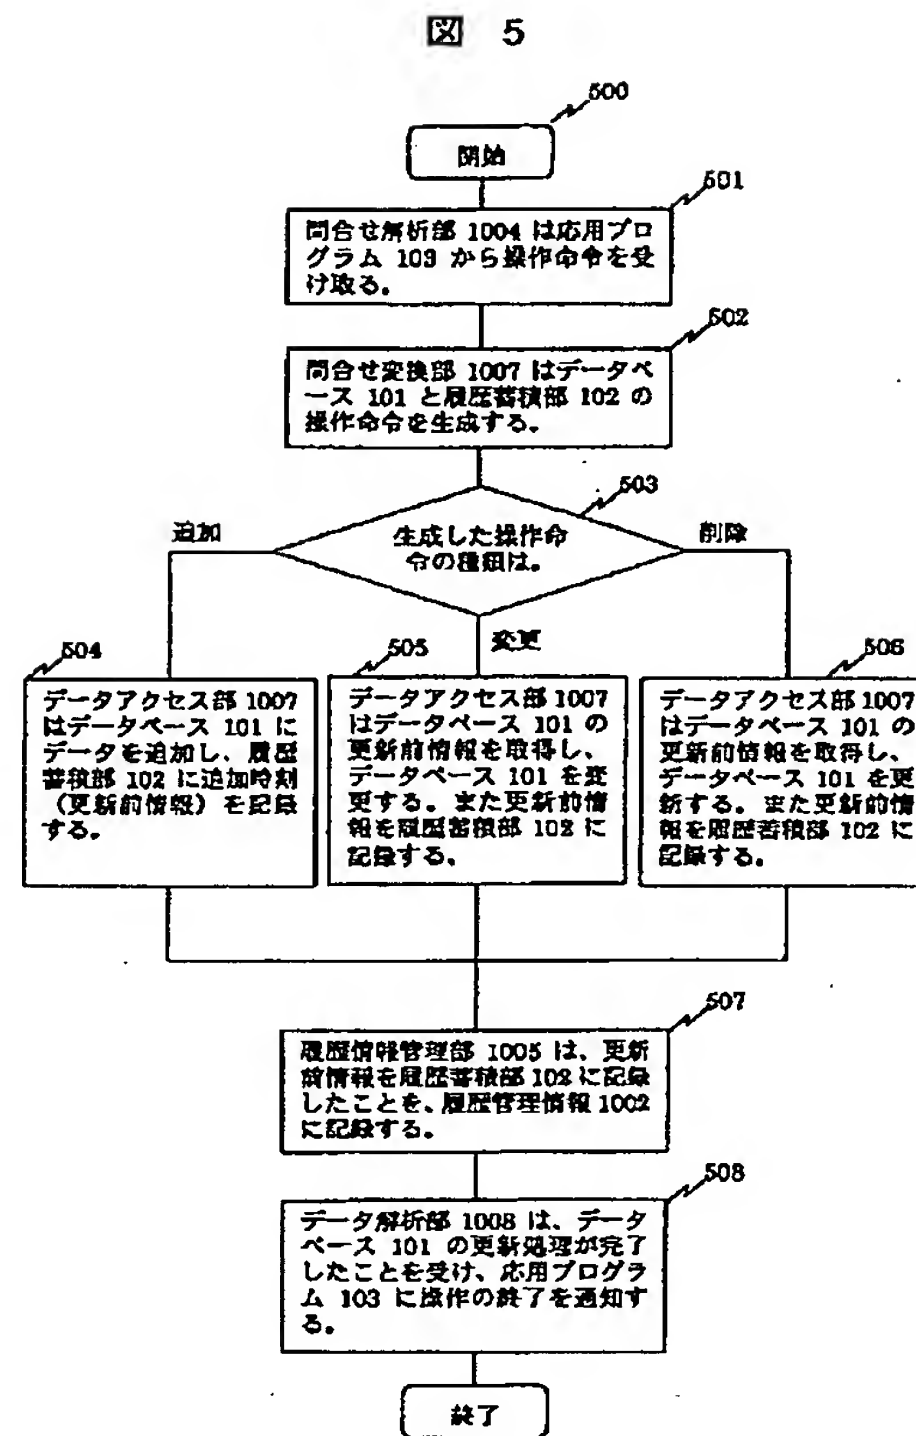 図 5
500
開始
501
問合せ解析部 1004 は応用プロ
グラム 103 から操作命令を受
け取る。
502
問合せ変換部 1007 はデータベ
ース 101 と履歴蓄積部 102 の
操作命令を生成する。
503
生成した操作命
令の種類は。
追加
削除
変更
504
データアクセス部 1007
はデータベース 101 に
データを追加し、履歴
蓄積部 102 に追加時刻
（更新前情報）を記録
する。
505
データアクセス部 1007
はデータベース 101 の
更新前情報を取得し、
データベース 101 を変
更する。また更新前情
報を履歴蓄積部 102 に
記録する。
506
データアクセス部 1007
はデータベース 101 の
更新前情報を取得し、
データベース 101 を更
新する。また更新前情
報を履歴蓄積部 102 に
記録する。
507
履歴情報管理部 1005 は、更新
前情報を履歴蓄積部 102 に記録
したことを、履歴管理情報 1002
に記録する。
508
データ解析部 1008 は、データ
ベース 101 の更新処理が完了
したことを受け、応用プログラ
ム 103 に操作の終了を通知す
る。
終了